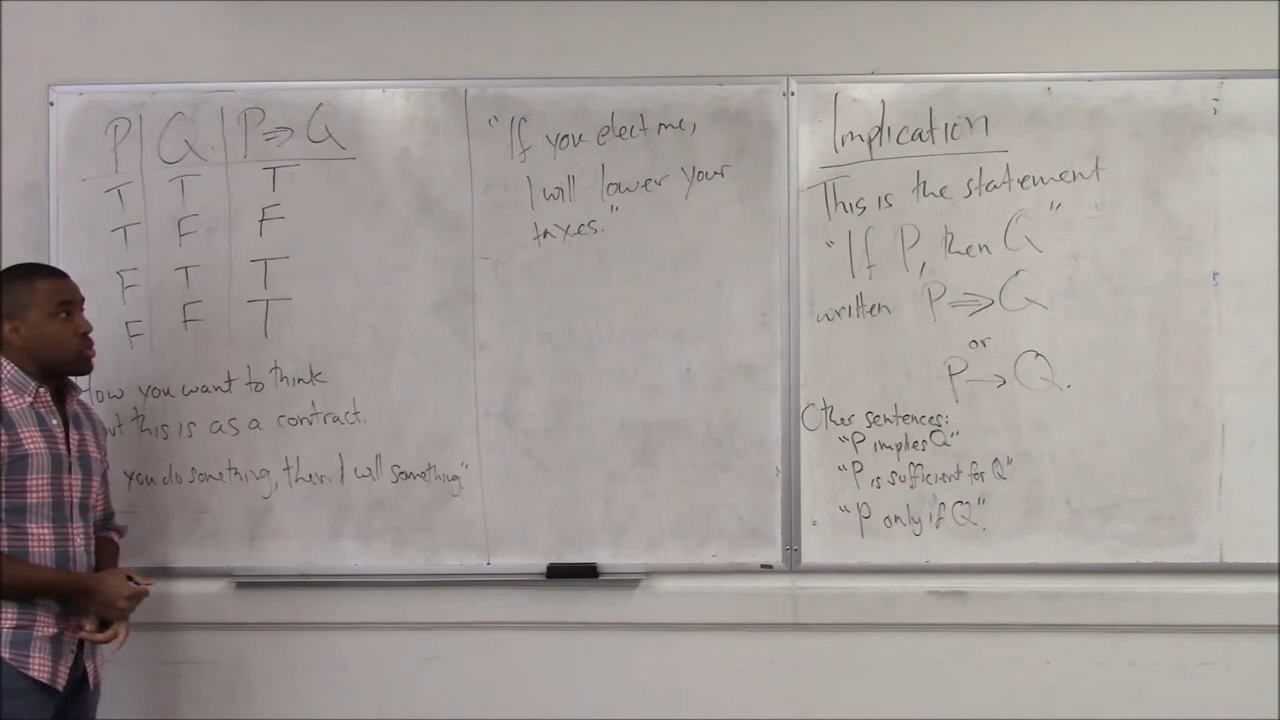 P Q. P ⇒ Q
T T T
T F F
F T T
F F T
How you want to think
this is as a contract.
you do something, then I will something"
"If you elect me,
I will lower your
taxes."
Implication
This is the statement
"If P, then Q"
written P ⇒ Q
or
P → Q.
Other sentences:
"P implies Q"
"P is sufficient for Q"
"P only if Q".